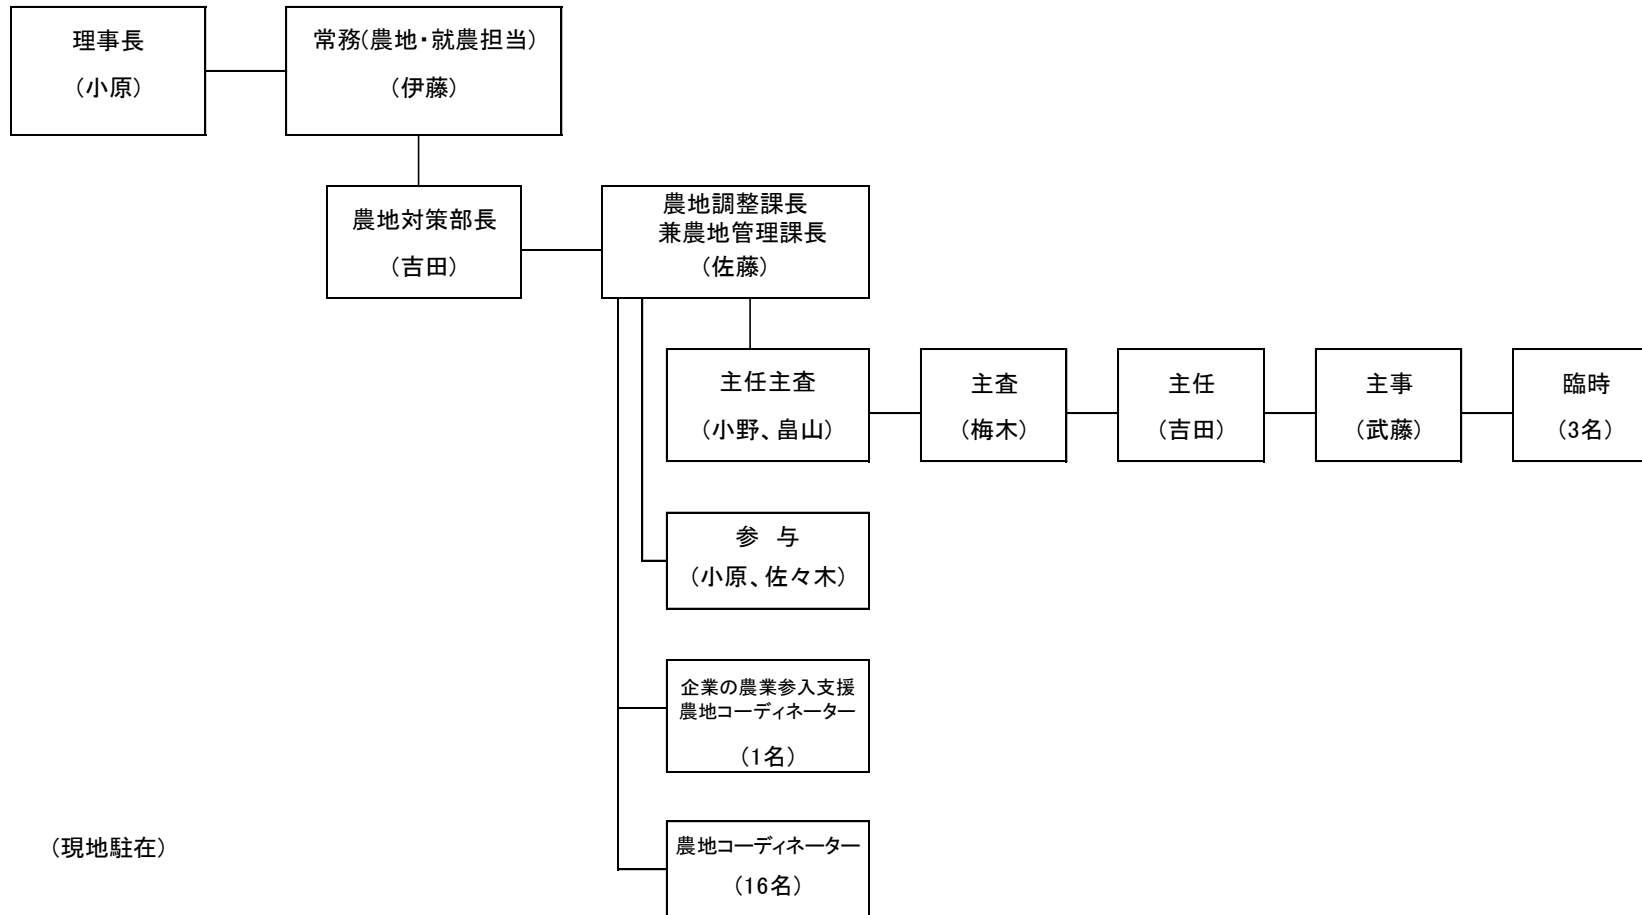 理事長
（小原）
常務(農地・就農担当)
（伊藤）
農地対策部長
（吉田）
農地調整課長
兼農地管理課長
（佐藤）
主任主査
（小野、畠山）
主査
（梅木）
主任
（吉田）
主事
（武藤）
臨時
（3名）
参　与
（小原、佐々木）
企業の農業参入支援
農地コーディネーター
（1名）
（現地駐在）
農地コーディネーター
（16名）